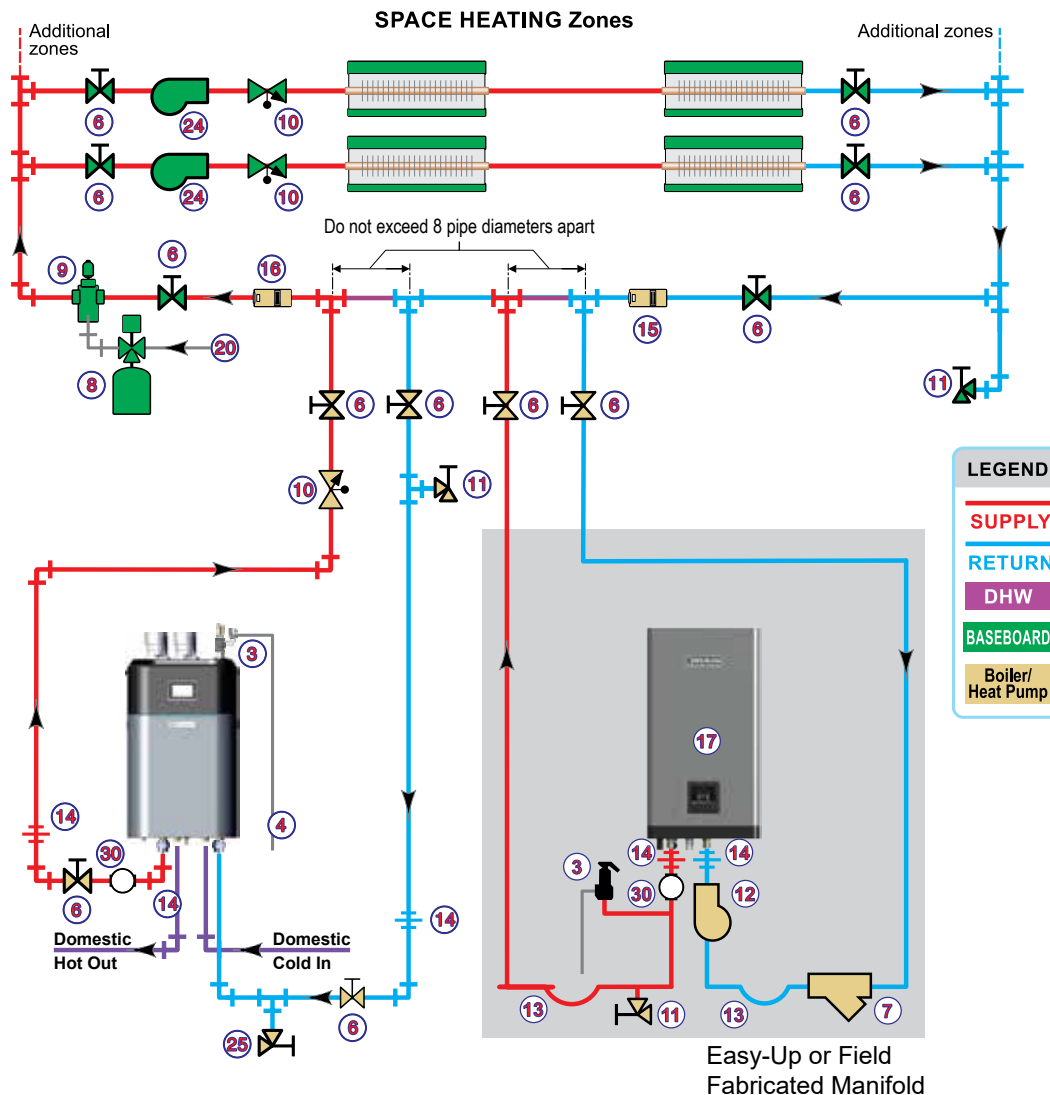 SPACE HEATING Zones
Additional
zones
Additional zones
6
24
10
6
6
24
10
6
Do not exceed 8 pipe diameters apart
9
6
16
15
6
8
20
11
6
6
6
6
10
11
LEGEND
SUPPLY
RETURN
DHW
BASEBOARD
Boiler/
Heat Pump
3
17
4
14
30
6
14
14
3
14
14
30
12
Domestic
Hot Out
Domestic
Cold In
13
11
13
7
25
6
Easy-Up or Field
Fabricated Manifold